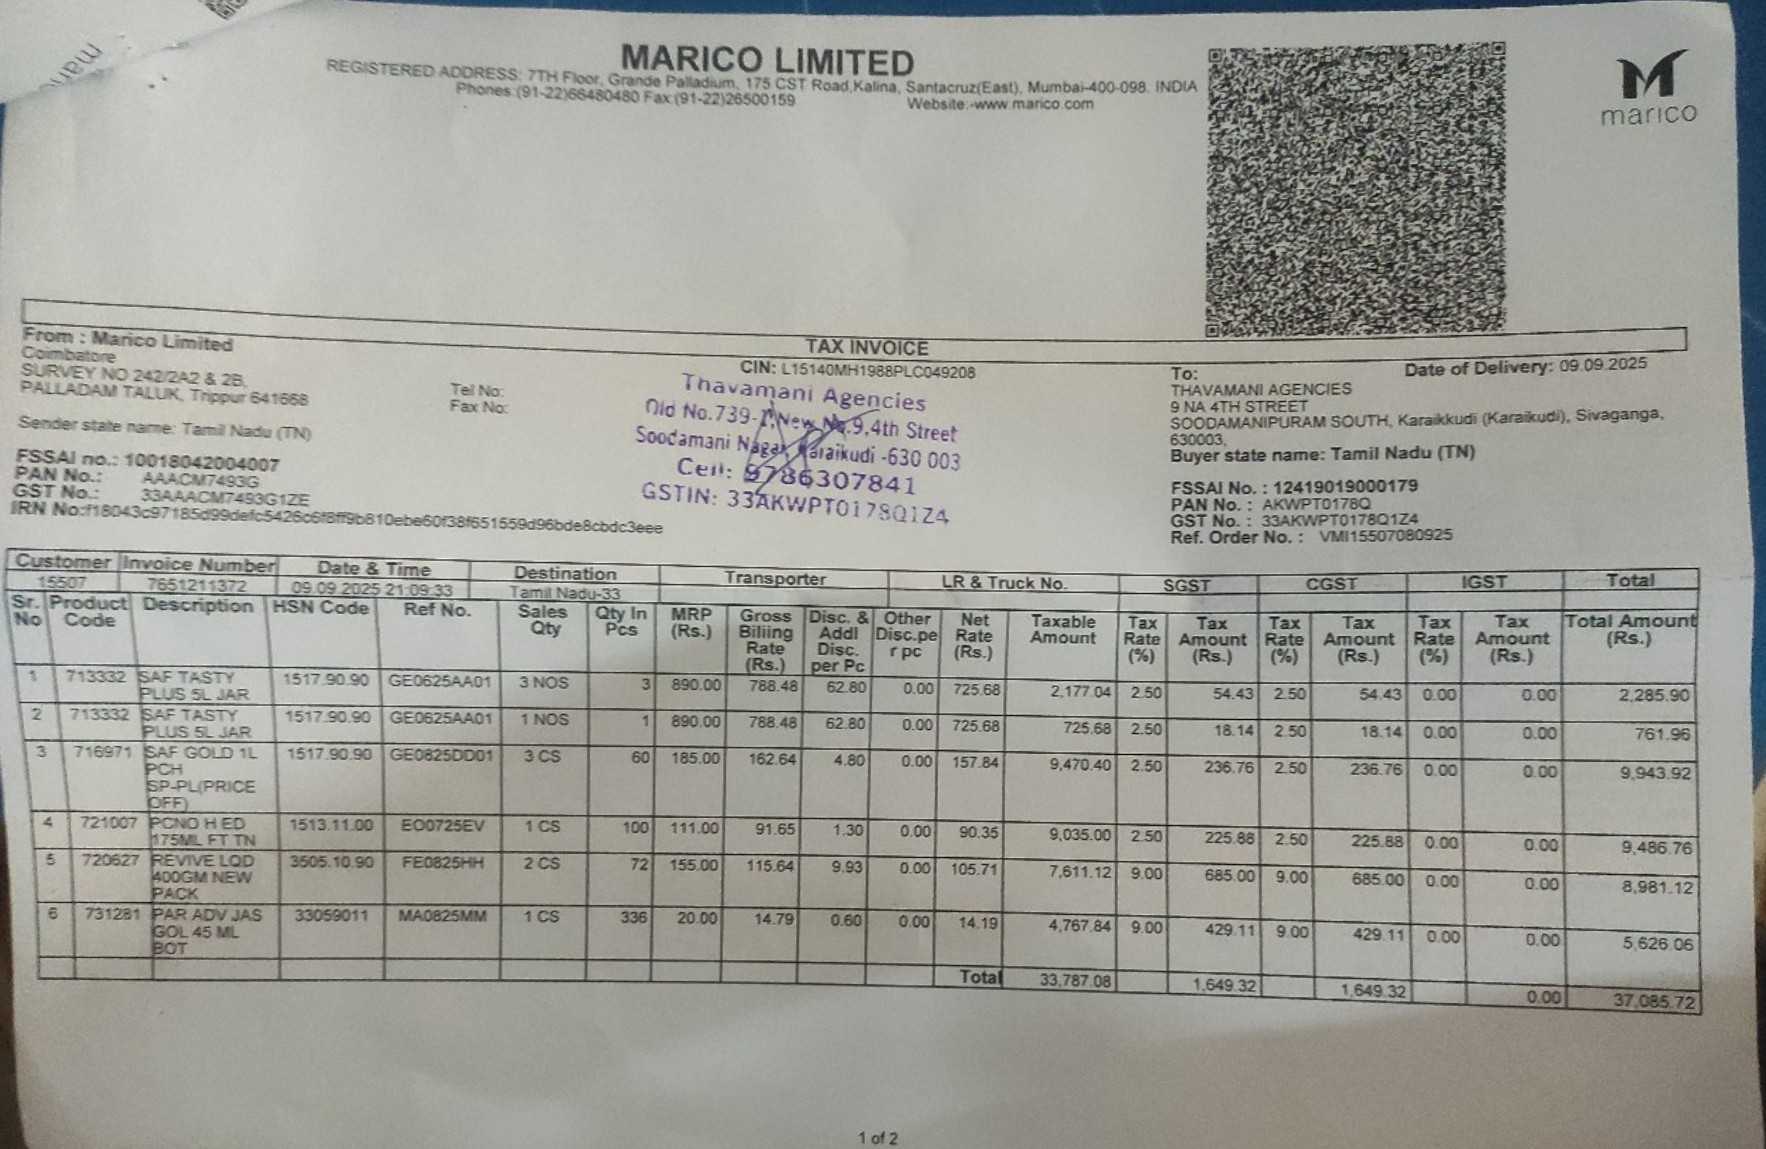 MARICO LIMITED
REGISTERED ADDRESS: 7TH Floor, Grande Palladium, 175 CST Road,Kalina, Santacruz(East), Mumbai-400-098. INDIA
Phones:(91-22)66480480 Fax:(91-22)26500159 Website:-www.marico.com
marico
TAX INVOICE
CIN: L15140MH1988PLC049208
From : Marico Limited
Coimbatore
SURVEY NO 242/2A2 & 2B,
PALLADAM TALUK, Trippur 641668
Tel No:
Fax No:
Sender state name: Tamil Nadu (TN)
FSSAI no.: 10018042004007
PAN No.: AAACM7493G
GST No.: 33AAACM7493G1ZE
IRN No:f18043c97185d99defc5426c6f8ff9b810ebe60f38f651559d96bde8cbdc3eee
Thavamani Agencies
Old No.739-1, New No.9,4th Street
Soodamani Nagar, Karaikudi -630 003
Cell: 9786307841
GSTIN: 33AKWPT0178Q1Z4
To: Date of Delivery: 09.09.2025
THAVAMANI AGENCIES
9 NA 4TH STREET
SOODAMANIPURAM SOUTH, Karaikkudi (Karaikudi), Sivaganga,
630003,
Buyer state name: Tamil Nadu (TN)
FSSAI No. : 12419019000179
PAN No. : AKWPT0178Q
GST No. : 33AKWPT0178Q1Z4
Ref. Order No. : VMI15507080925
Customer Invoice Number Date & Time Destination Transporter LR & Truck No. SGST CGST IGST Total
15507 7651211372 09.09.2025 21:09:33 Tamil Nadu-33
Sr. No Product Code Description HSN Code Ref No. Sales Qty Qty In Pcs MRP (Rs.) Gross Billing Rate (Rs.) Disc. & Addl Disc. per Pc Other Disc.pe r pc Net Rate (Rs.) Taxable Amount Tax Rate (%) Tax Amount (Rs.) Tax Rate (%) Tax Amount (Rs.) Tax Rate (%) Tax Amount (Rs.) Total Amount (Rs.)
1 713332 SAF TASTY PLUS 5L JAR 1517.90.90 GE0625AA01 3 NOS 3 890.00 788.48 62.80 0.00 725.68 2,177.04 2.50 54.43 2.50 54.43 0.00 0.00 2,285.90
2 713332 SAF TASTY PLUS 5L JAR 1517.90.90 GE0625AA01 1 NOS 1 890.00 788.48 62.80 0.00 725.68 725.68 2.50 18.14 2.50 18.14 0.00 0.00 761.96
3 716971 SAF GOLD 1L PCH SP-PL(PRICE OFF) 1517.90.90 GE0825DD01 3 CS 60 185.00 162.64 4.80 0.00 157.84 9,470.40 2.50 236.76 2.50 236.76 0.00 0.00 9,943.92
4 721007 PCNO H ED 175ML FT TN 1513.11.00 EO0725EV 1 CS 100 111.00 91.65 1.30 0.00 90.35 9,035.00 2.50 225.88 2.50 225.88 0.00 0.00 9,486.76
5 720627 REVIVE LQD 400GM NEW PACK 3505.10.90 FE0825HH 2 CS 72 155.00 115.64 9.93 0.00 105.71 7,611.12 9.00 685.00 9.00 685.00 0.00 0.00 8,981.12
6 731281 PAR ADV JAS GOL 45 ML BOT 33059011 MA0825MM 1 CS 336 20.00 14.79 0.60 0.00 14.19 4,767.84 9.00 429.11 9.00 429.11 0.00 0.00 5,626.06
Total 33,787.08 1,649.32 1,649.32 0.00 37,085.72
1 of 2